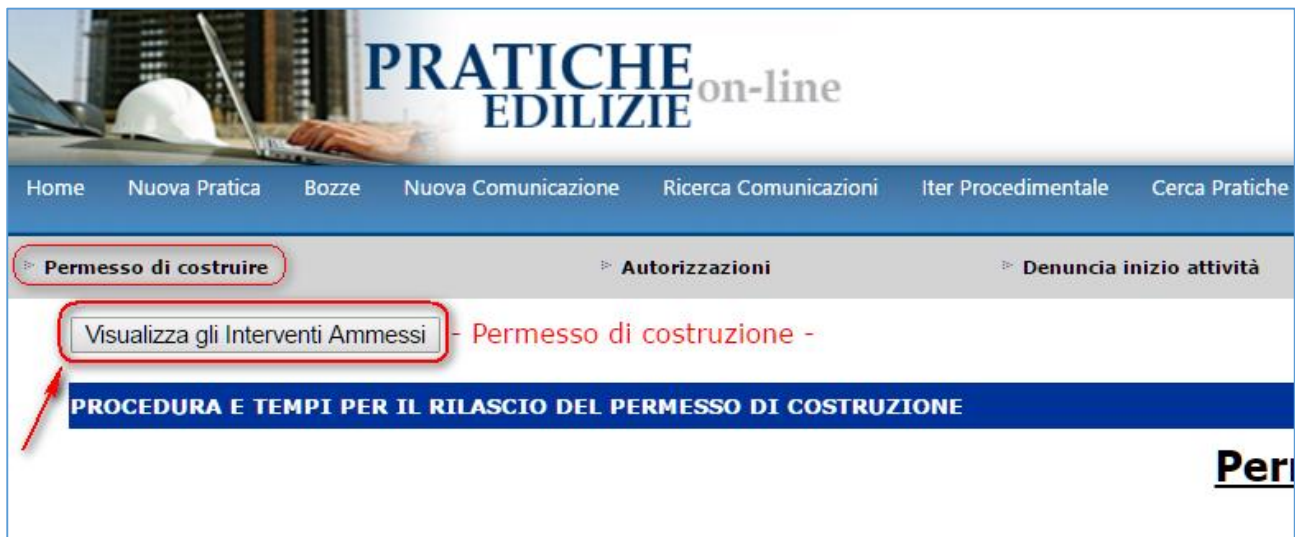 PRATICHE
EDILIZIE on-line
Home Nuova Pratica Bozze Nuova Comunicazione Ricerca Comunicazioni Iter Procedimentale Cerca Pratiche
Permesso di costruire Autorizzazioni Denuncia inizio attività
Visualizza gli Interventi Ammessi - Permesso di costruzione -
PROCEDURA E TEMPI PER IL RILASCIO DEL PERMESSO DI COSTRUZIONE